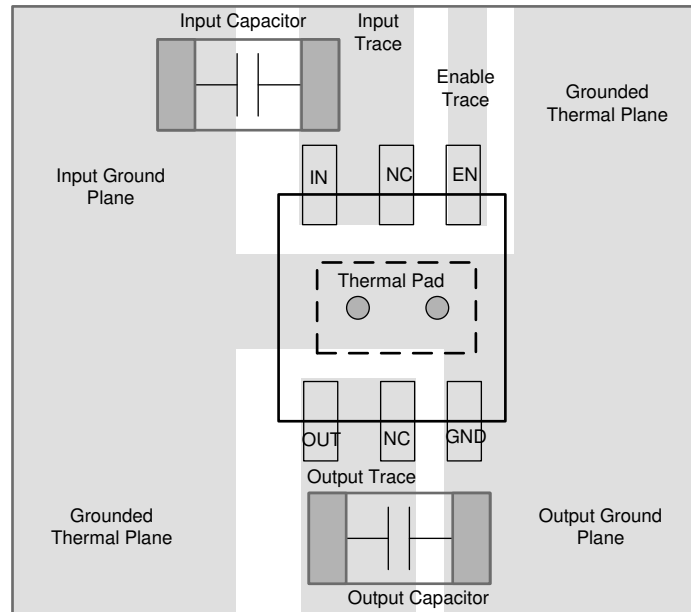 Input Capacitor
Input
Trace
Enable
Trace
Grounded
Thermal Plane
Input Ground
Plane
IN
NC
EN
Thermal Pad
OUT
NC
GND
Output Trace
Grounded
Thermal Plane
Output Ground
Plane
Output Capacitor